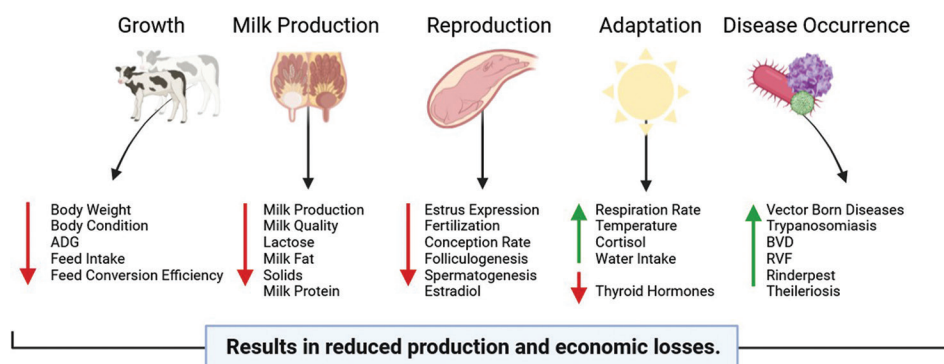 Growth
Milk Production
Reproduction
Adaptation
Disease Occurrence
Body Weight
Body Condition
ADG
Feed Intake
Feed Conversion Efficiency
Milk Production
Milk Quality
Lactose
Milk Fat
Solids
Milk Protein
Estrus Expression
Fertilization
Conception Rate
Folliculogenesis
Spermatogenesis
Estradiol
Respiration Rate
Temperature
Cortisol
Water Intake
Thyroid Hormones
Vector Born Diseases
Trypanosomiasis
BVD
RVF
Rinderpest
Theileriosis
Results in reduced production and economic losses.